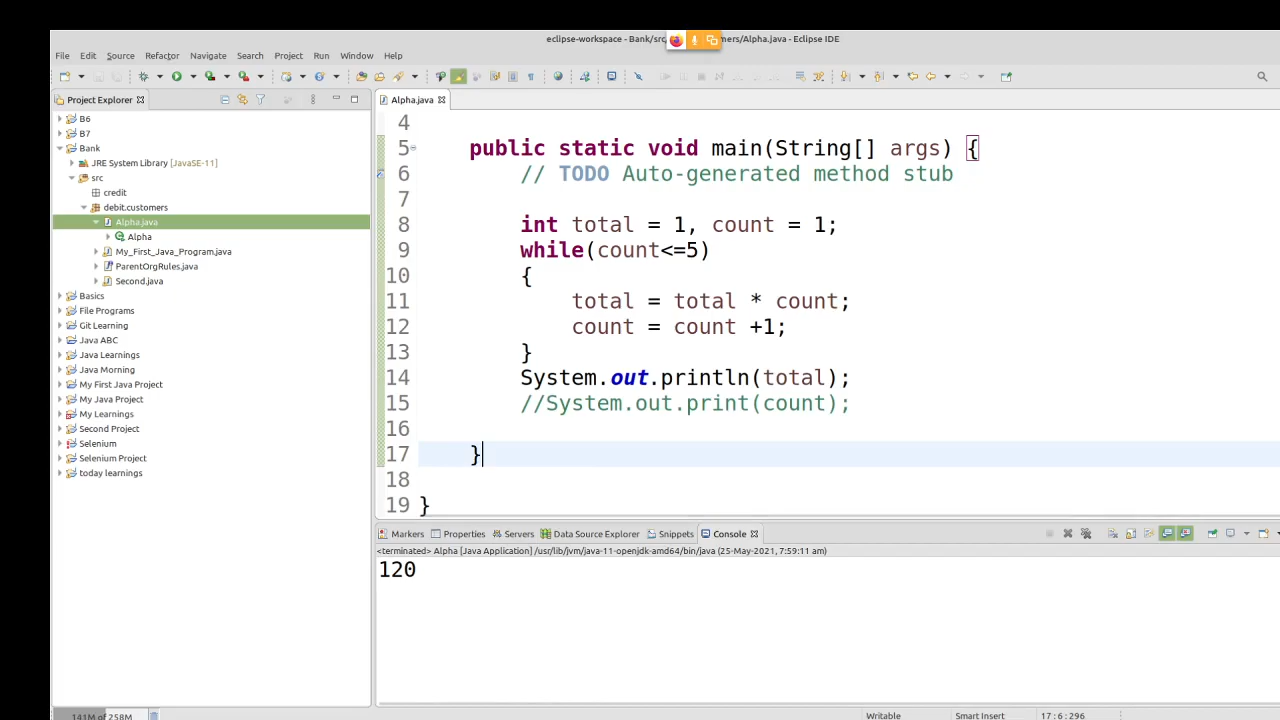 eclipse-workspace - Bank/src/ mers/Alpha.java - Eclipse IDE
File Edit Source Refactor Navigate Search Project Run Window Help
Project Explorer
B6
B7
Bank
JRE System Library [JavaSE-11]
src
credit
debit.customers
Alpha.java
Alpha
My_First_Java_Program.java
ParentOrgRules.java
Second.java
Basics
File Programs
Git Learning
Java ABC
Java Learnings
Java Morning
My First Java Project
My Java Project
My Learnings
Second Project
Selenium
Selenium Project
today learnings
Alpha.java
4
5 public static void main(String[] args) {
6 // TODO Auto-generated method stub
7
8 int total = 1, count = 1;
9 while(count<=5)
10 {
11 total = total * count;
12 count = count +1;
13 }
14 System.out.println(total);
15 //System.out.print(count);
16
17 }
18
19 }
Markers Properties Servers Data Source Explorer Snippets Console
<terminated> Alpha [Java Application] /usr/lib/jvm/java-11-openjdk-amd64/bin/java (25-May-2021, 7:59:11 am)
120
141M of 258M Writable Smart Insert 17 : 6 : 296